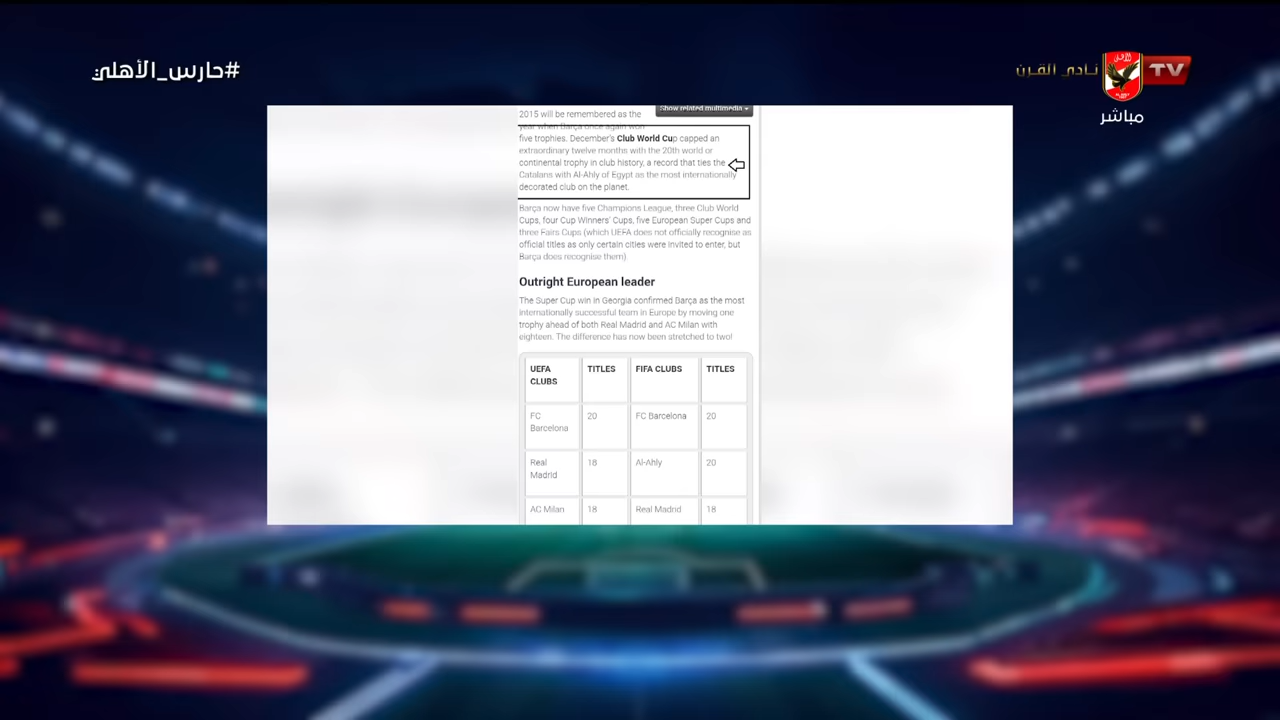 #حارس_الأهلي
نادي القرن
TV
مباشر
Show related multimedia
2015 will be remembered as the
year when Barça once again won
five trophies. December's Club World Cup capped an
extraordinary twelve months with the 20th world or
continental trophy in club history, a record that ties the
Catalans with Al-Ahly of Egypt as the most internationally
decorated club on the planet.
Barça now have five Champions League, three Club World
Cups, four Cup Winners' Cups, five European Super Cups and
three Fairs Cups (which UEFA does not officially recognise as
official titles as only certain cities were invited to enter, but
Barça does recognise them).
Outright European leader
The Super Cup win in Georgia confirmed Barça as the most
internationally successful team in Europe by moving one
trophy ahead of both Real Madrid and AC Milan with
eighteen. The difference has now been stretched to two!
UEFA CLUBS TITLES FIFA CLUBS TITLES
FC Barcelona 20 FC Barcelona 20
Real Madrid 18 Al-Ahly 20
AC Milan 18 Real Madrid 18